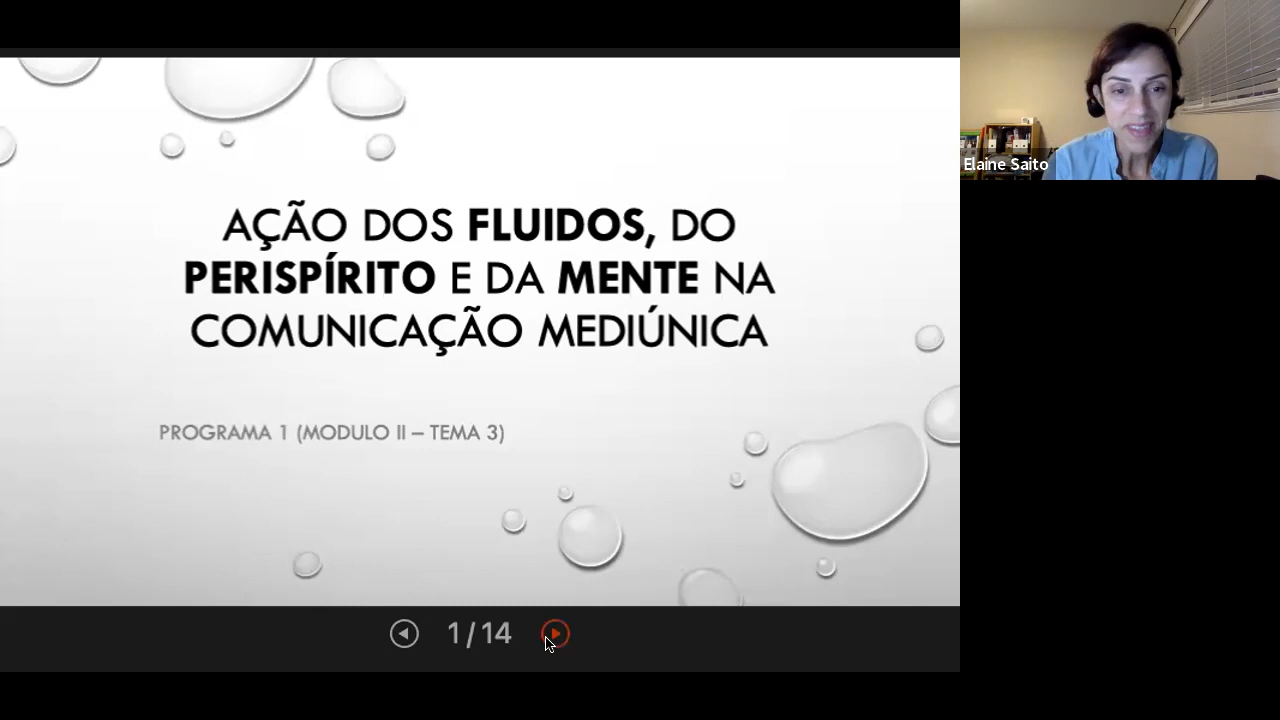 AÇÃO DOS FLUIDOS, DO
PERISPÍRITO E DA MENTE NA
COMUNICAÇÃO MEDIÚNICA
PROGRAMA 1 (MODULO II – TEMA 3)
1/14
Elaine Saito